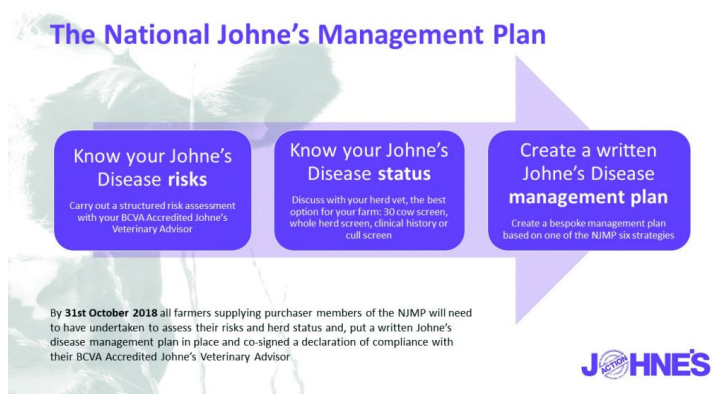 The National Johne's Management Plan
Know your Johne's
Disease risks
Carry out a structured risk assessment
with your BCVA Accredited Johne's
Veterinary Advisor
Know your Johne's
Disease status
Discuss with your herd vet, the best
option for your farm: 30 cow screen,
whole herd screen, clinical history or
cull screen
Create a written
Johne's Disease
management plan
Create a bespoke management plan
based on one of the NJMP six strategies
By 31st October 2018 all farmers supplying purchaser members of the NJMP will need
to have undertaken to assess their risks and herd status and, put a written Johne's
disease management plan in place and co-signed a declaration of compliance with
their BCVA Accredited Johne's Veterinary Advisor
ACTION
JOHNE'S